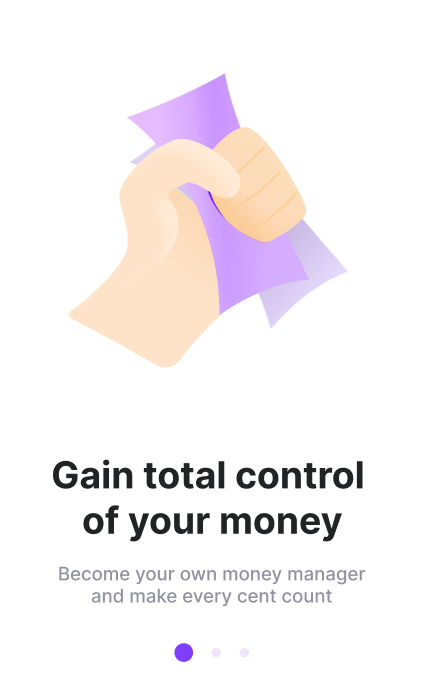 Gain total control
of your money
Become your own money manager
and make every cent count